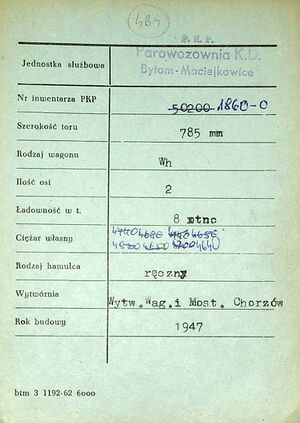 484
P. K. P.
Jednostka służbowa Parowozownia K.D.
Bytom-Maciejkowice
Nr inwentarza PKP 50200 1860-0
Szerokość toru 785 mm
Rodzaj wagonu Wh
Ilość osi 2
Ładowność w t. 8
Ciężar własny
Rodzaj hamulca ręczny
Wytwórnia Wytw.Wag.i Most. Chorzów
Rok budowy 1947
btm 3 1192-62 6000